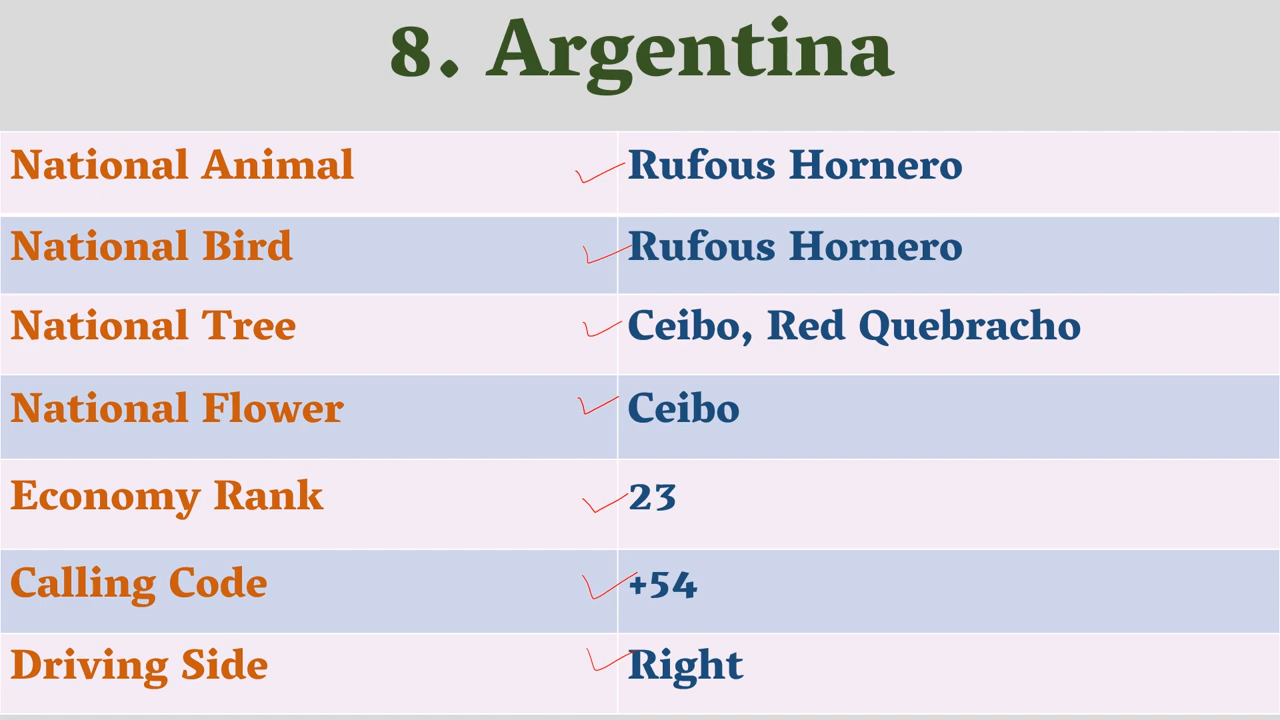 8. Argentina
National Animal Rufous Hornero
National Bird Rufous Hornero
National Tree Ceibo, Red Quebracho
National Flower Ceibo
Economy Rank 23
Calling Code +54
Driving Side Right